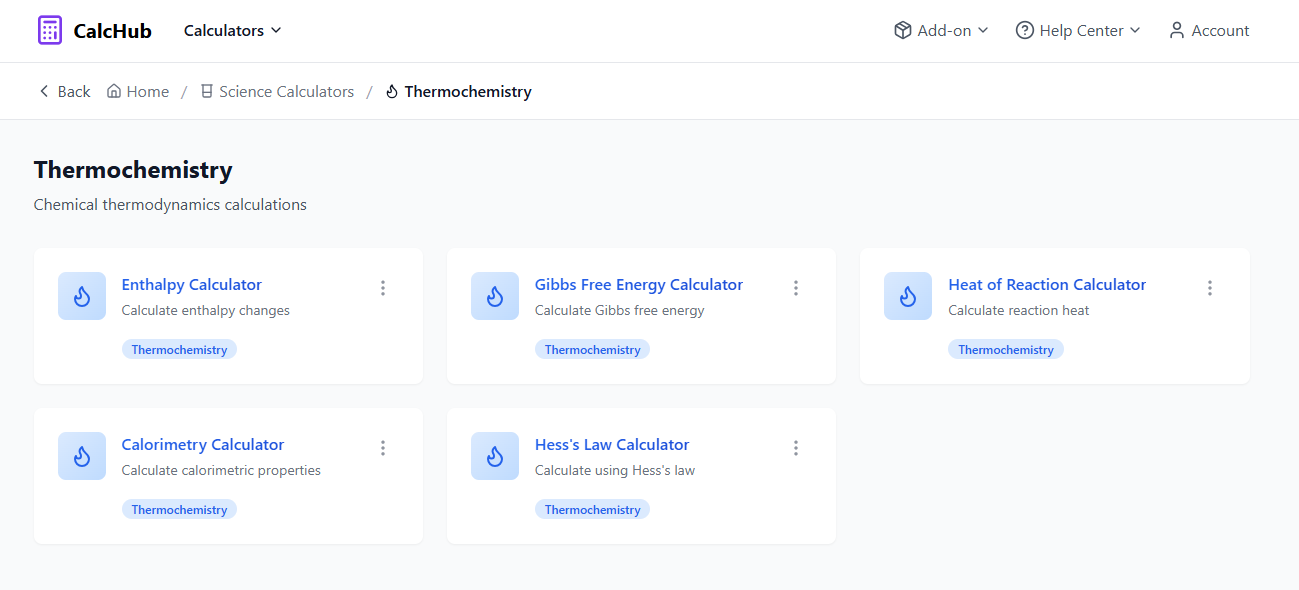 CalcHub
Calculators
Add-on
Help Center
Account
Back
Home
/
Science Calculators
/
Thermochemistry
Thermochemistry
Chemical thermodynamics calculations
Enthalpy Calculator
Calculate enthalpy changes
Thermochemistry
Gibbs Free Energy Calculator
Calculate Gibbs free energy
Thermochemistry
Heat of Reaction Calculator
Calculate reaction heat
Thermochemistry
Calorimetry Calculator
Calculate calorimetric properties
Thermochemistry
Hess's Law Calculator
Calculate using Hess's law
Thermochemistry